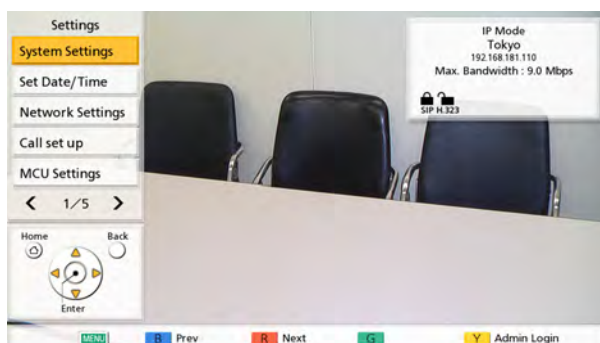 Settings
System Settings
Set Date/Time
Network Settings
Call set up
MCU Settings
1/5
Home
Back
Enter
IP Mode
Tokyo
192.168.181.110
Max. Bandwidth : 9.0 Mbps
SIP H.323
MENU
B Prev
R Next
G
Y Admin Login